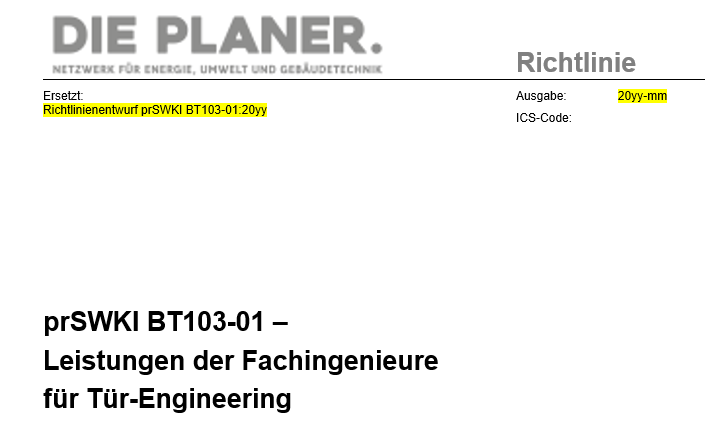 DIE PLANER.
NETZWERK FÜR ENERGIE, UMWELT UND GEBÄUDETECHNIK
Richtlinie
Ersetzt:
Richtlinienentwurf prSWKI BT103-01:20yy
Ausgabe: 20yy-mm
ICS-Code:
prSWKI BT103-01 –
Leistungen der Fachingenieure
für Tür-Engineering